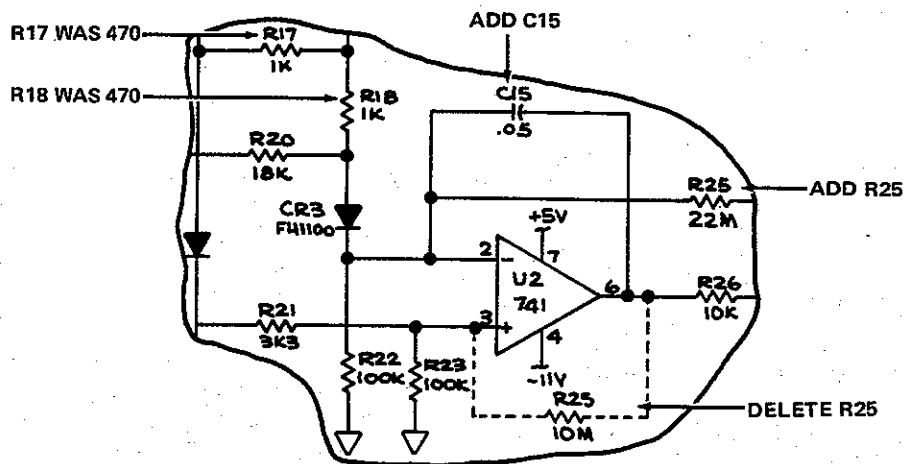 ADD C15
R17 WAS 470
R17
1K
R18 WAS 470
R18
1K
C15
.05
R20
18K
R25
22M
ADD R25
CR3
FH1100
+5V
2
-
7
U2
741
6
R26
10K
R21
3K3
3
+
4
-11V
R22
100K
R23
100K
R25
10M
DELETE R25